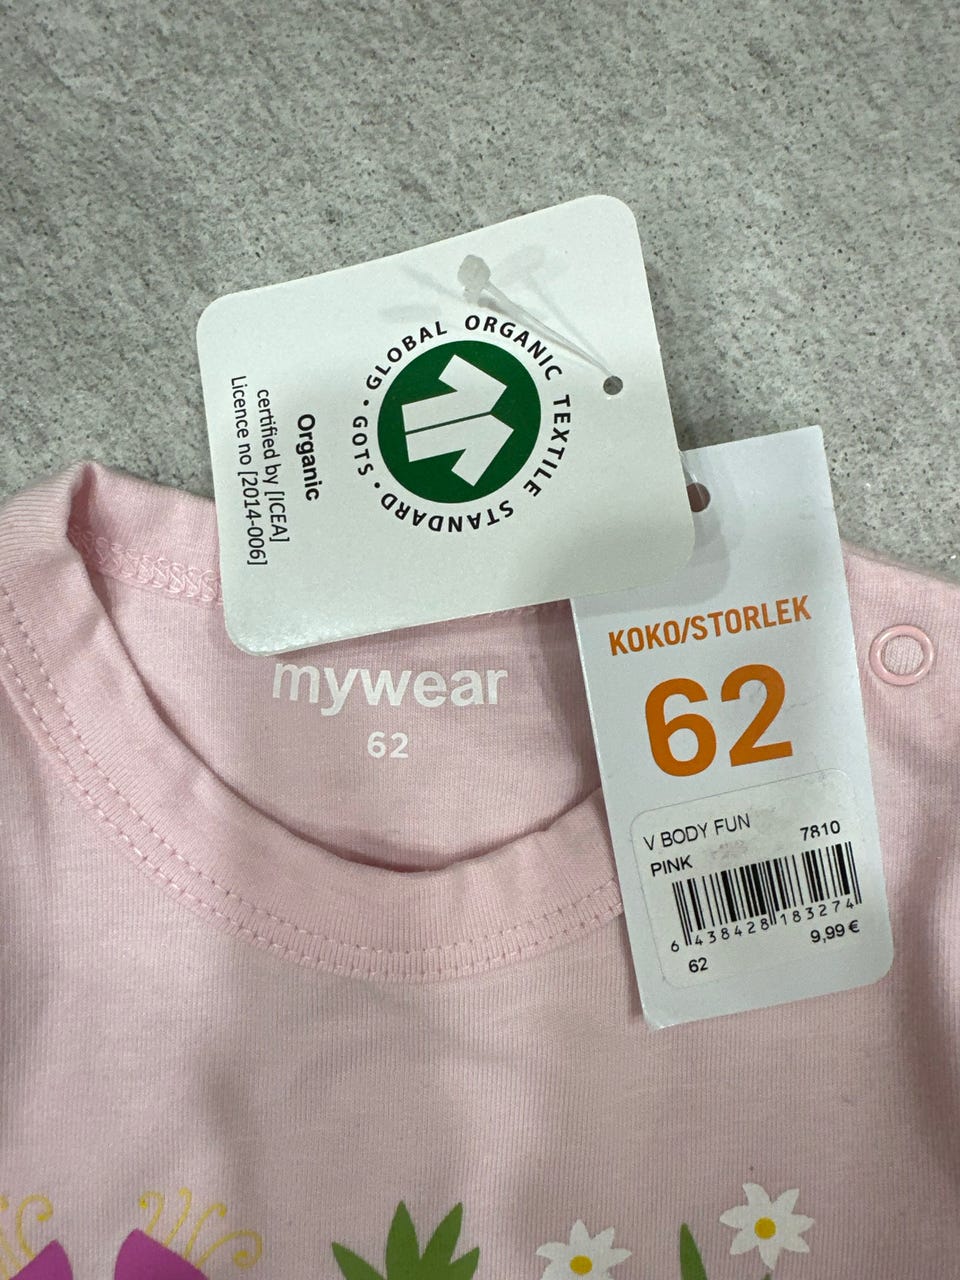 GLOBAL ORGANIC TEXTILE STANDARD · GOTS ·
Organic
certified by [ICEA]
Licence no [2014-006]
mywear
62
KOKO/STORLEK
62
V BODY FUN
PINK 7810
6 438428 183274
62 9,99 €